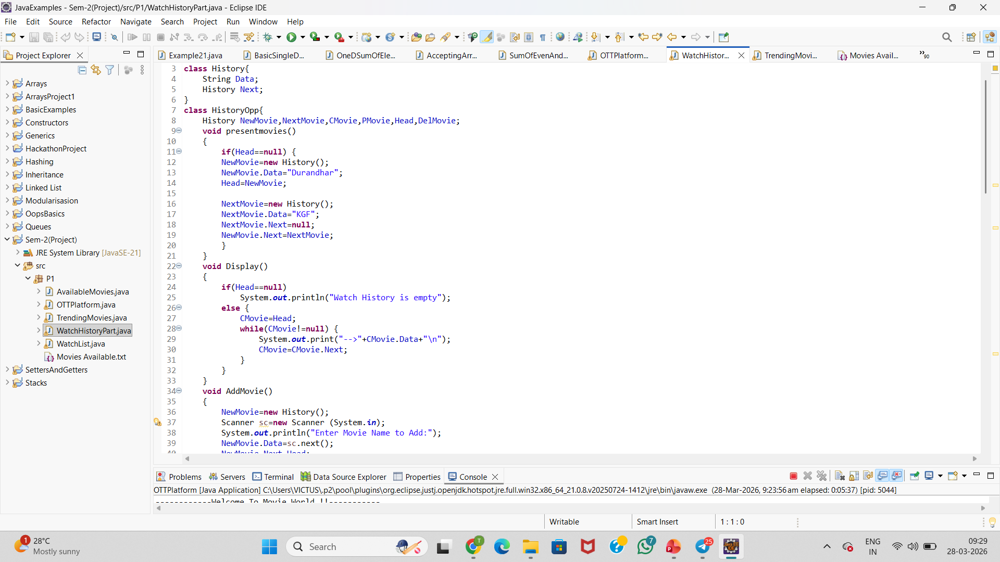 JavaExamples - Sem-2(Project)/src/P1/WatchHistoryPart.java - Eclipse IDE
File Edit Source Refactor Navigate Search Project Run Window Help
Project Explorer
Example21.java BasicSingleD... OneDSumOfEle... AcceptingArr... SumOfEvenAnd... OTTPlatform... WatchHistor... TrendingMovi... Movies Avail... »90
Arrays
ArraysProject1
BasicExamples
Constructors
Generics
HackathonProject
Hashing
Inheritance
Linked List
Modularisasion
OopsBasics
Queues
Sem-2(Project)
JRE System Library [JavaSE-21]
src
P1
AvailableMovies.java
OTTPlatform.java
TrendingMovies.java
WatchHistoryPart.java
WatchList.java
Movies Available.txt
SettersAndGetters
Stacks
3 class History{
4 String Data;
5 History Next;
6 }
7 class HistoryOpp{
8 History NewMovie,NextMovie,CMovie,PMovie,Head,DelMovie;
9 void presentmovies()
10 {
11 if(Head==null) {
12 NewMovie=new History();
13 NewMovie.Data="Durandhar";
14 Head=NewMovie;
15
16 NextMovie=new History();
17 NextMovie.Data="KGF";
18 NextMovie.Next=null;
19 NewMovie.Next=NextMovie;
20 }
21 }
22 void Display()
23 {
24 if(Head==null)
25 System.out.println("Watch History is empty");
26 else {
27 CMovie=Head;
28 while(CMovie!=null) {
29 System.out.print("-->"+CMovie.Data+"\n");
30 CMovie=CMovie.Next;
31 }
32 }
33 }
34 void AddMovie()
35 {
36 NewMovie=new History();
37 Scanner sc=new Scanner (System.in);
38 System.out.println("Enter Movie Name to Add:");
39 NewMovie.Data=sc.next();
40 NewMovie.Next=Head;
Problems Servers Terminal Data Source Explorer Properties Console
OTTPlatform [Java Application] C:\Users\VICTUS\.p2\pool\plugins\org.eclipse.justj.openjdk.hotspot.jre.full.win32.x86_64_21.0.8.v20250724-1412\jre\bin\javaw.exe (28-Mar-2026, 9:23:56 am elapsed: 0:05:37) [pid: 5044]
------------Welcome To Movie World !!-----------
Writable Smart Insert 1 : 1 : 0
1
28°C
Mostly sunny
Search
T
7
25
Java EE
IDE
ENG
IN
09:29
28-03-2026